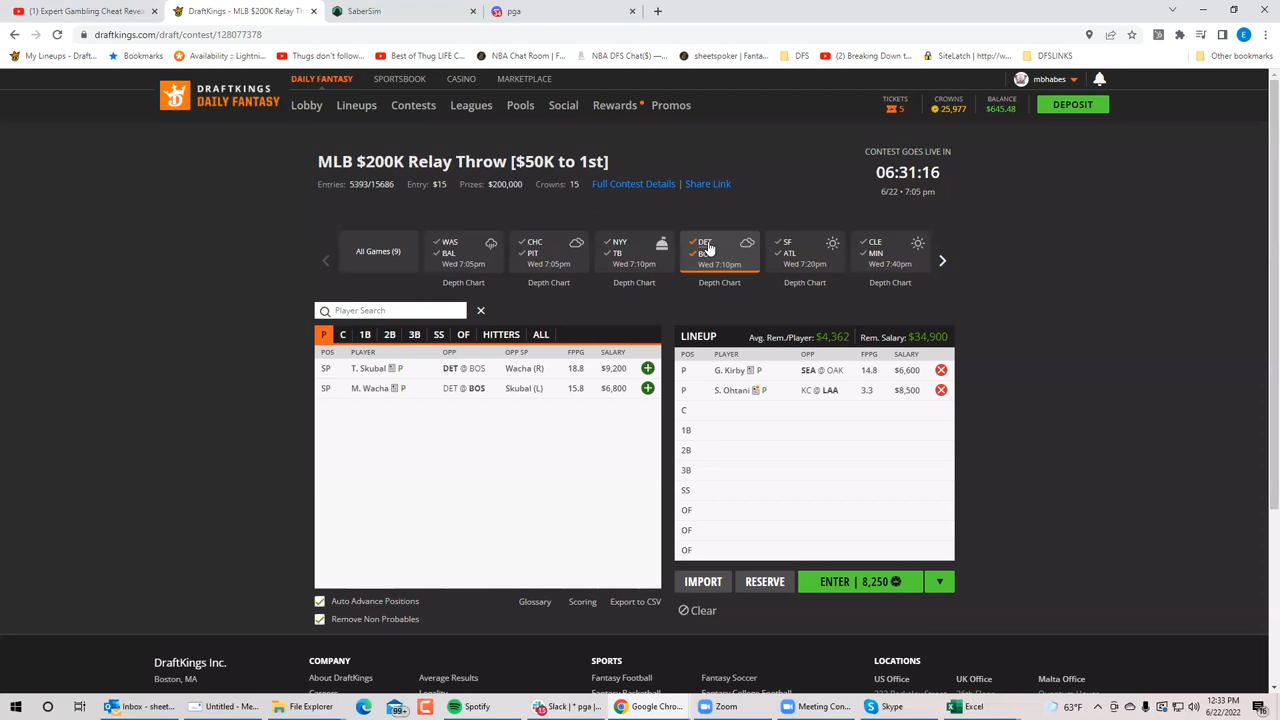 (1) Expert Gambling Cheat Reve
DraftKings - MLB $200K Relay Thr
SaberSim
pga
draftkings.com/draft/contest/128077378
My Lineups - Draft...
Bookmarks
Availability :: Lightni...
Thugs don't follow...
Best of Thug LIFE C...
NBA Chat Room | ...
NBA DFS Chat($) —...
sheetspoker | Fanta...
DFS
(2) Breaking Down t...
SiteLatch | http://w...
DFSLINKS
Other bookmarks
DAILY FANTASY
SPORTSBOOK
CASINO
MARKETPLACE
mbhabes
DRAFTKINGS
DAILY FANTASY
Lobby
Lineups
Contests
Leagues
Pools
Social
Rewards
Promos
TICKETS
5
CROWNS
25,977
BALANCE
$645.48
DEPOSIT
MLB $200K Relay Throw [$50K to 1st]
Entries: 5393/15686 Entry: $15 Prizes: $200,000 Crowns: 15 Full Contest Details | Share Link
CONTEST GOES LIVE IN
06:31:16
6/22 • 7:05 pm
All Games (9)
WAS
BAL
Wed 7:05pm
CHC
PIT
Wed 7:05pm
NYY
TB
Wed 7:10pm
DET
Wed 7:10pm
SF
ATL
Wed 7:20pm
CLE
MIN
Wed 7:40pm
Depth Chart
Depth Chart
Depth Chart
Depth Chart
Depth Chart
Depth Chart
Player Search
P C 1B 2B 3B SS OF HITTERS ALL
POS PLAYER OPP OPP SP FPPG SALARY
SP T. Skubal P DET @ BOS Wacha (R) 18.8 $9,200
SP M. Wacha P DET @ BOS Skubal (L) 15.8 $6,800
LINEUP Avg. Rem./Player: $4,362 Rem. Salary: $34,900
POS PLAYER OPP FPPG SALARY
P G. Kirby P SEA @ OAK 14.8 $6,600
P S. Ohtani P KC @ LAA 3.3 $8,500
C
1B
2B
3B
SS
OF
OF
OF
IMPORT
RESERVE
ENTER | 8,250
Clear
Auto Advance Positions
Remove Non Probables
Glossary
Scoring
Export to CSV
DraftKings Inc.
Boston, MA
COMPANY
About DraftKings
Careers
Average Results
Legality
SPORTS
Fantasy Football
Fantasy Basketball
Fantasy Soccer
Fantasy College Football
LOCATIONS
US Office
UK Office
Malta Office
Inbox - sheet...
Untitled - Me...
File Explorer
99+
Spotify
Slack | * pga |...
Google Chro...
Zoom
Meeting Con...
Skype
Excel
63°F
12:33 PM
6/22/2022